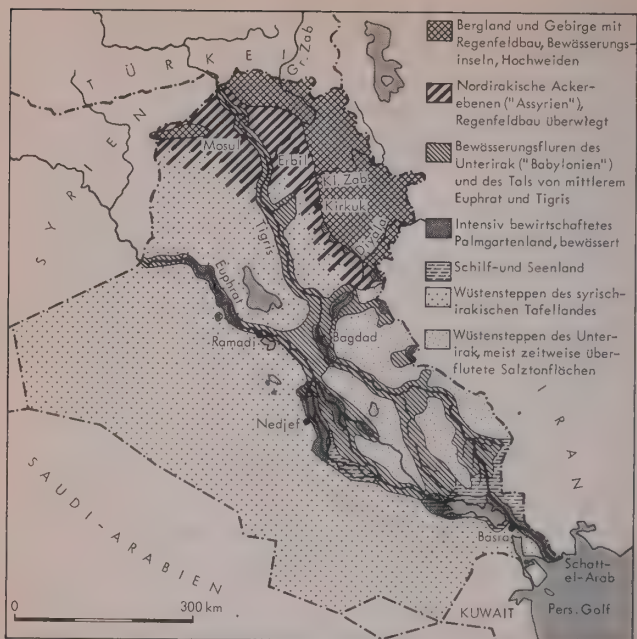 Bergland und Gebirge mit
Regenfeldbau, Bewässerungs-
inseln, Hochweiden
Nordirakische Acker-
ebenen ("Assyrien"),
Regenfeldbau überwiegt
Bewässerungsfluren des
Unterirak ("Babylonien")
und des Tals von mittlerem
Euphrat und Tigris
Intensiv bewirtschaftetes
Palmgartenland, bewässert
Schilf- und Seenland
Wüstensteppen des syrisch-
irakischen Tafellandes
Wüstensteppen des Unter-
irak, meist zeitweise über-
flutete Salztonflächen
TÜRKEI
Gr. Zab
SYRIEN
Mosul
Erbil
Kl. Zab
Kirkuk
Diyala
Tigris
Euphrat
Ramadi
Bagdad
Nedjef
IRAN
SAUDI-ARABIEN
Basra
Schatt-
el-Arab
KUWAIT
Pers. Golf
0 300 km